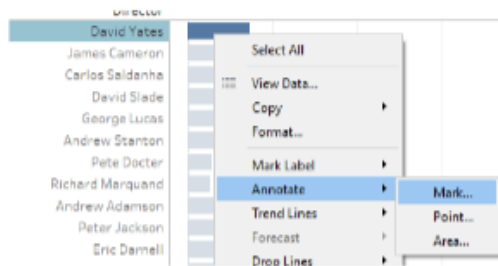 Director
David Yates
James Cameron
Carlos Saldanha
David Slade
George Lucas
Andrew Stanton
Pete Docter
Richard Marquand
Andrew Adamson
Peter Jackson
Eric Darnell
Select All
View Data...
Copy
Format...
Mark Label
Annotate
Trend Lines
Forecast
Drop Lines
Mark...
Point...
Area...